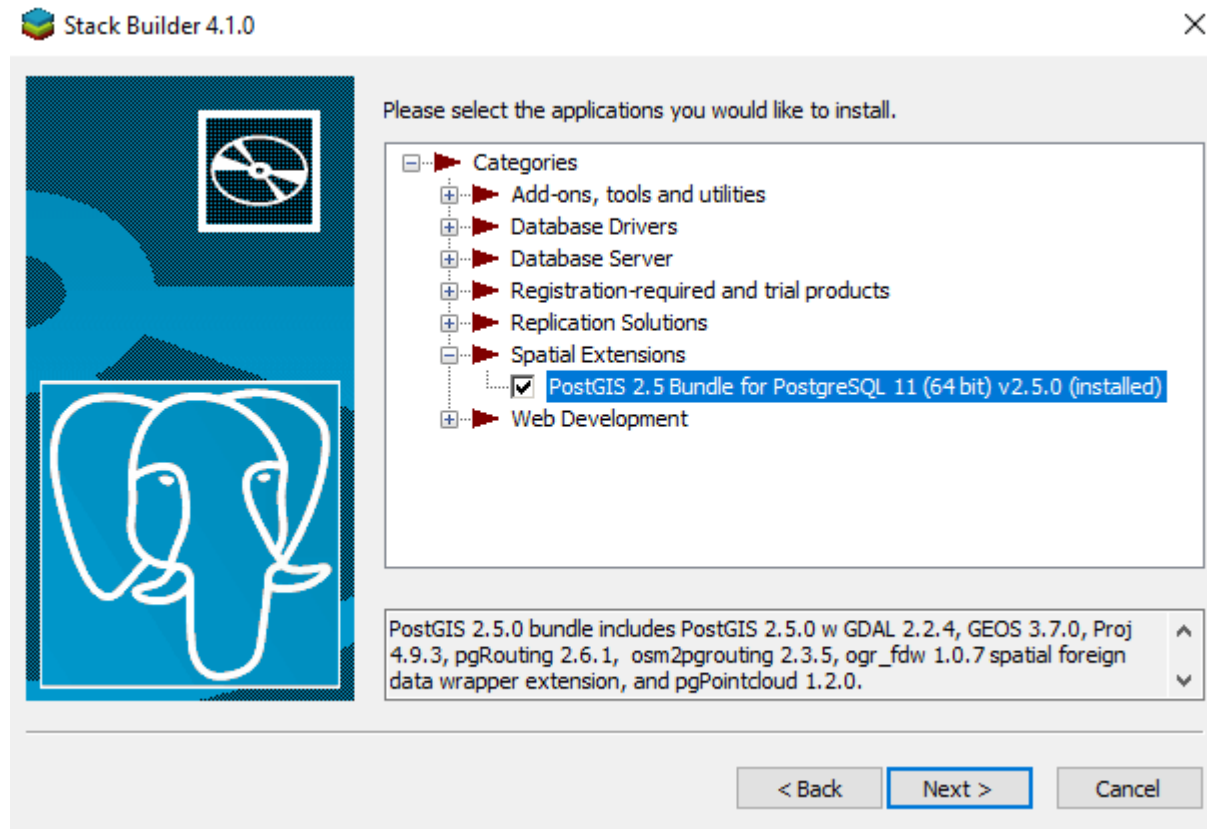 Stack Builder 4.1.0
Please select the applications you would like to install.
Categories
Add-ons, tools and utilities
Database Drivers
Database Server
Registration-required and trial products
Replication Solutions
Spatial Extensions
PostGIS 2.5 Bundle for PostgreSQL 11 (64 bit) v2.5.0 (installed)
Web Development
PostGIS 2.5.0 bundle includes PostGIS 2.5.0 w GDAL 2.2.4, GEOS 3.7.0, Proj
4.9.3, pgRouting 2.6.1,  osm2pgrouting 2.3.5, ogr_fdw 1.0.7 spatial foreign
data wrapper extension, and pgPointcloud 1.2.0.
< Back
Next >
Cancel